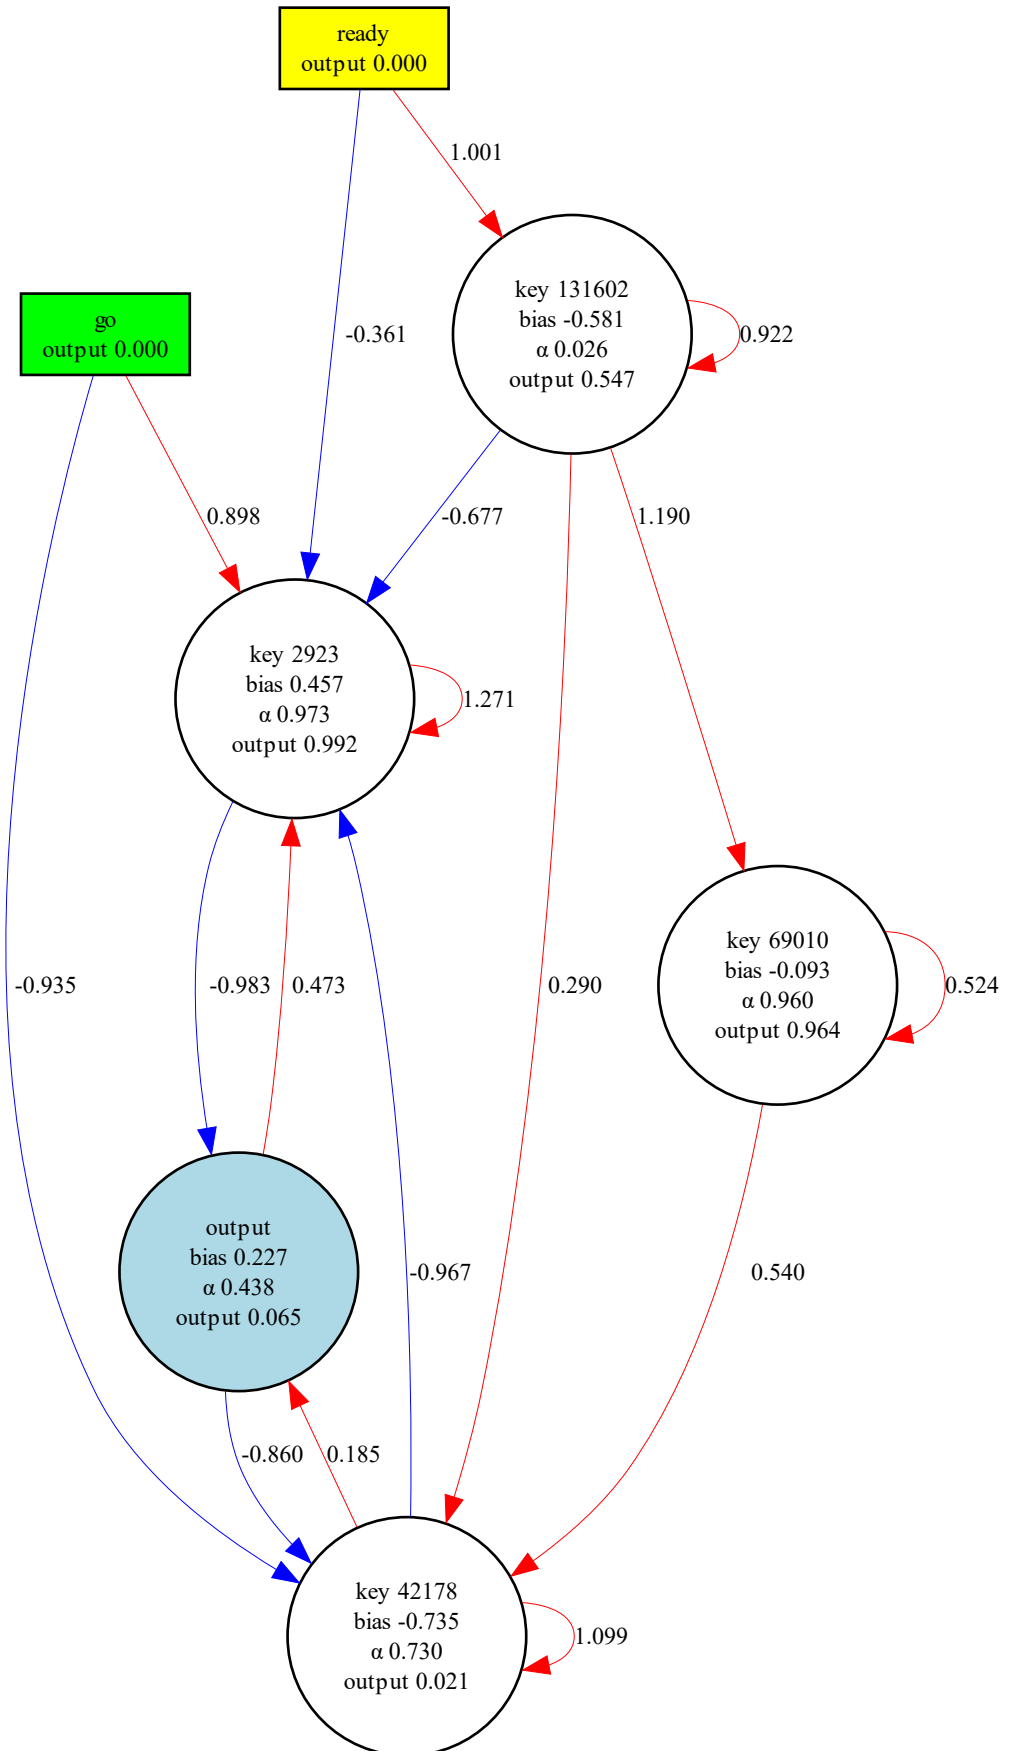 ready
output 0.000
1.001
key 131602
bias -0.581
α 0.026
output 0.547
0.922
go
output 0.000
-0.361
0.898
-0.677
1.190
key 2923
bias 0.457
α 0.973
output 0.992
1.271
key 69010
bias -0.093
α 0.960
output 0.964
0.524
-0.935
-0.983
0.473
0.290
output
bias 0.227
α 0.438
output 0.065
-0.967
0.540
-0.860
0.185
key 42178
bias -0.735
α 0.730
output 0.021
1.099